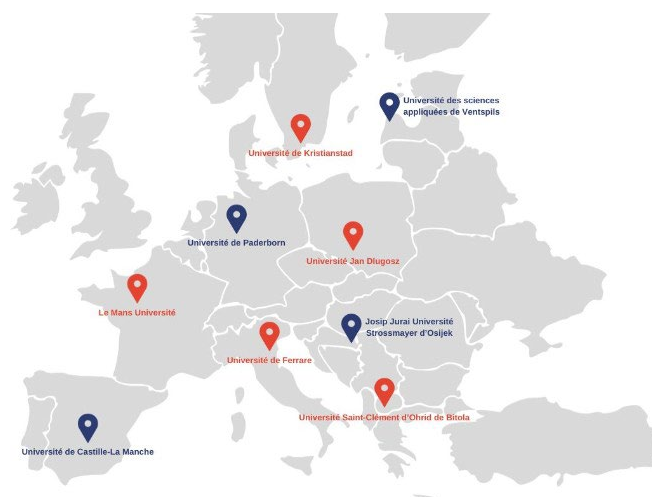 Université des sciences
appliquées de Ventspils
Université de Kristianstad
Université de Paderborn
Université Jan Dlugosz
Le Mans Université
Josip Jurai Université
Strossmayer d'Osijek
Université de Ferrare
Université Saint-Clément d'Ohrid de Bitola
Université de Castille-La Manche